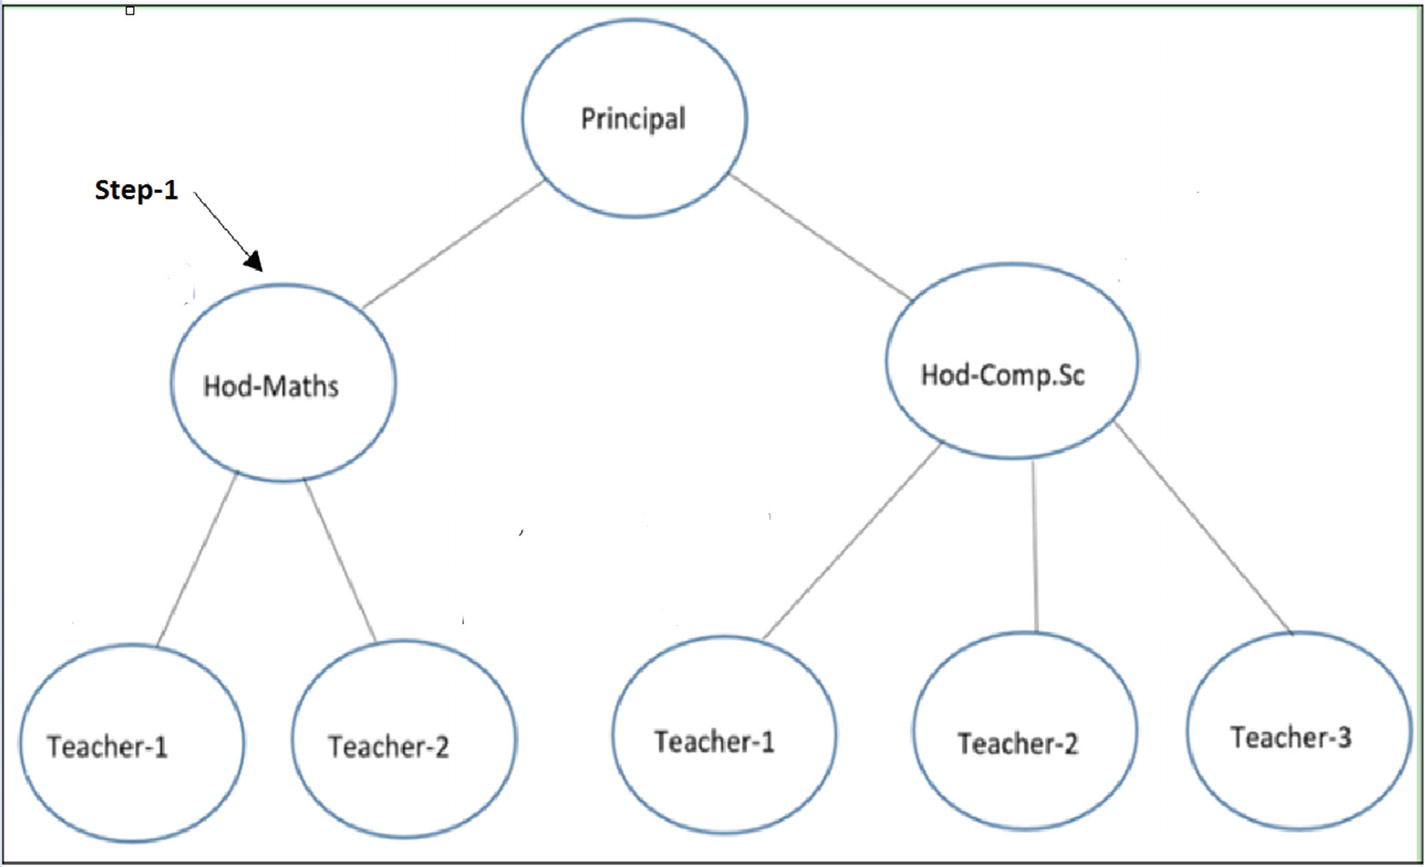 Principal
Step-1
Hod-Maths
Hod-Comp.Sc
Teacher-1
Teacher-2
Teacher-1
Teacher-2
Teacher-3